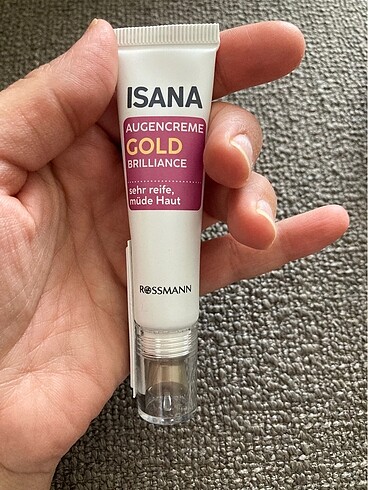 ISANA
AUGENCREME
GOLD
BRILLIANCE
sehr reife,
müde Haut
ROSSMANN